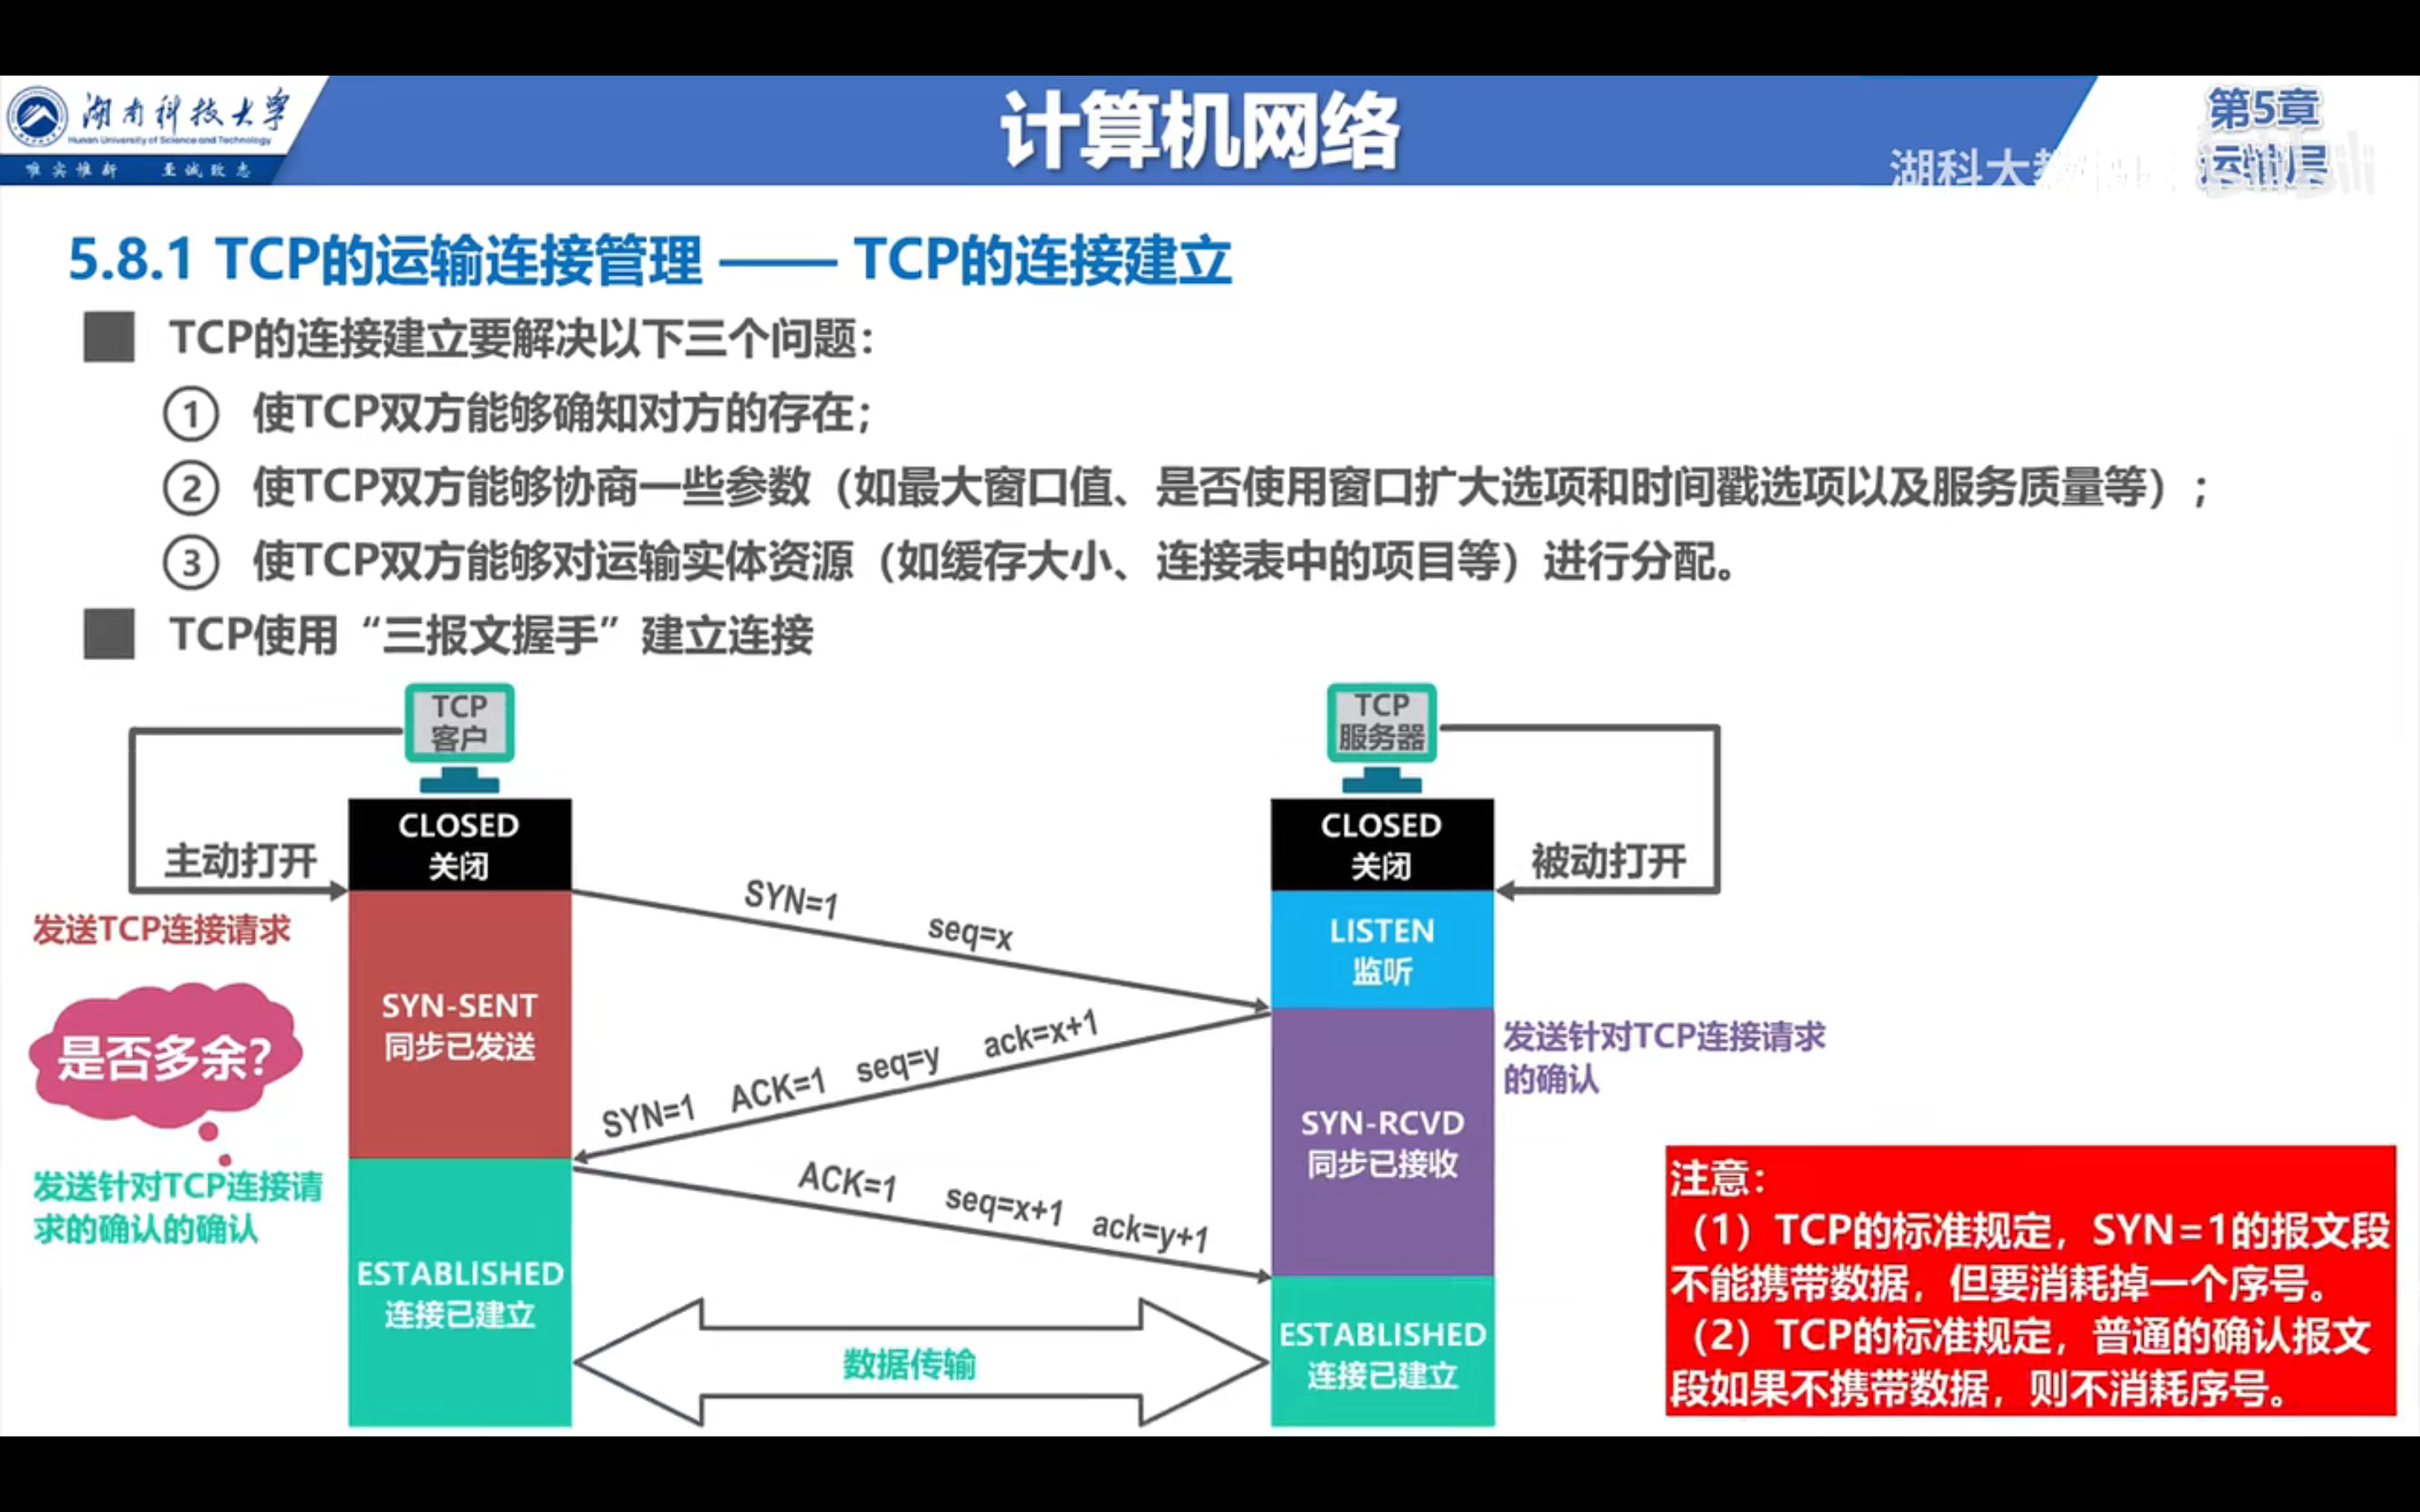 湖南科技大学
Hunan University of Science and Technology
唯实惟新 至诚致志
计算机网络
第5章
运输层
湖科大教
5.8.1 TCP的运输连接管理 —— TCP的连接建立
TCP的连接建立要解决以下三个问题：
① 使TCP双方能够确知对方的存在；
② 使TCP双方能够协商一些参数（如最大窗口值、是否使用窗口扩大选项和时间戳选项以及服务质量等）；
③ 使TCP双方能够对运输实体资源（如缓存大小、连接表中的项目等）进行分配。
TCP使用“三报文握手”建立连接
TCP
客户
TCP
服务器
主动打开
CLOSED
关闭
CLOSED
关闭
被动打开
发送TCP连接请求
SYN=1 seq=x
LISTEN
监听
是否多余？
SYN-SENT
同步已发送
SYN=1 ACK=1 seq=y ack=x+1
发送针对TCP连接请求
的确认
SYN-RCVD
同步已接收
发送针对TCP连接请
求的确认的确认
ACK=1 seq=x+1 ack=y+1
ESTABLISHED
连接已建立
数据传输
ESTABLISHED
连接已建立
注意：
（1）TCP的标准规定，SYN=1的报文段
不能携带数据，但要消耗掉一个序号。
（2）TCP的标准规定，普通的确认报文
段如果不携带数据，则不消耗序号。